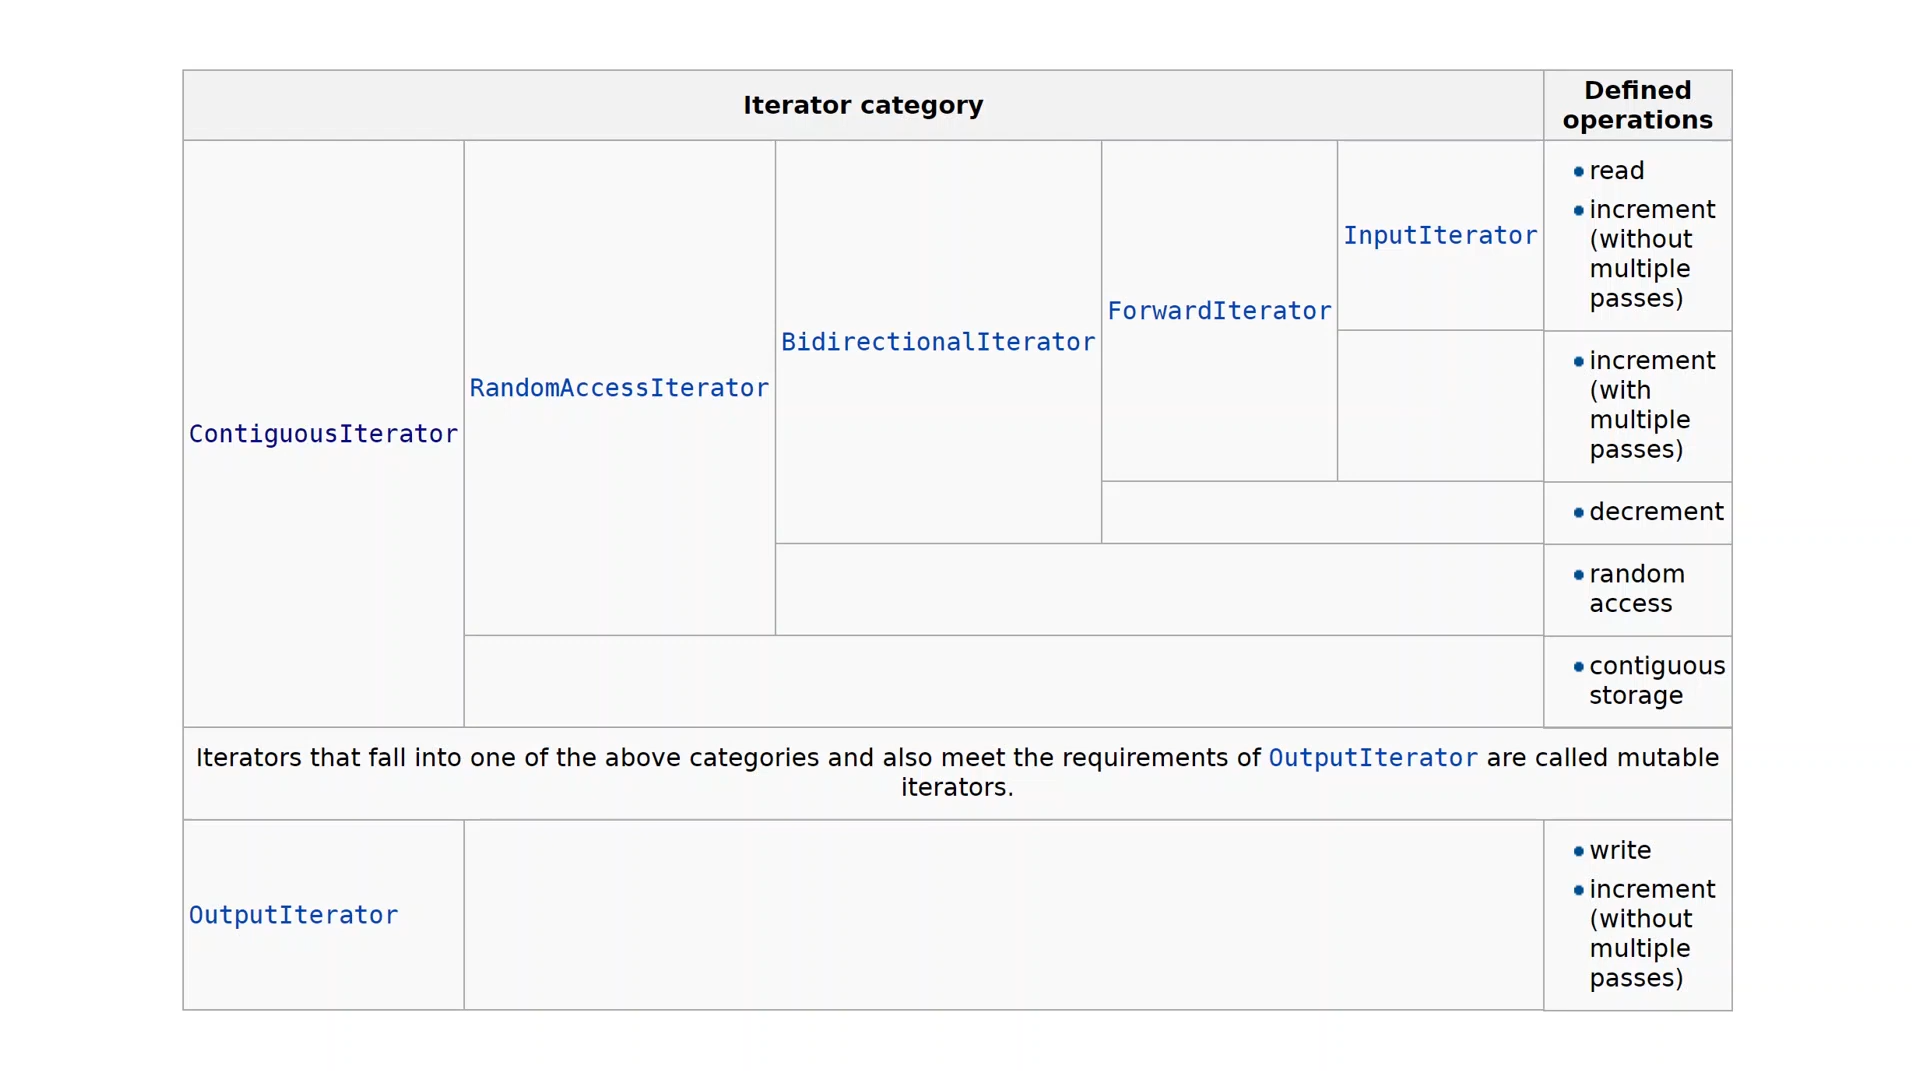 Iterator category
Defined
operations
ContiguousIterator
RandomAccessIterator
BidirectionalIterator
ForwardIterator
InputIterator
read
increment
(without
multiple
passes)
increment
(with
multiple
passes)
decrement
random
access
contiguous
storage
Iterators that fall into one of the above categories and also meet the requirements of OutputIterator are called mutable
iterators.
OutputIterator
write
increment
(without
multiple
passes)